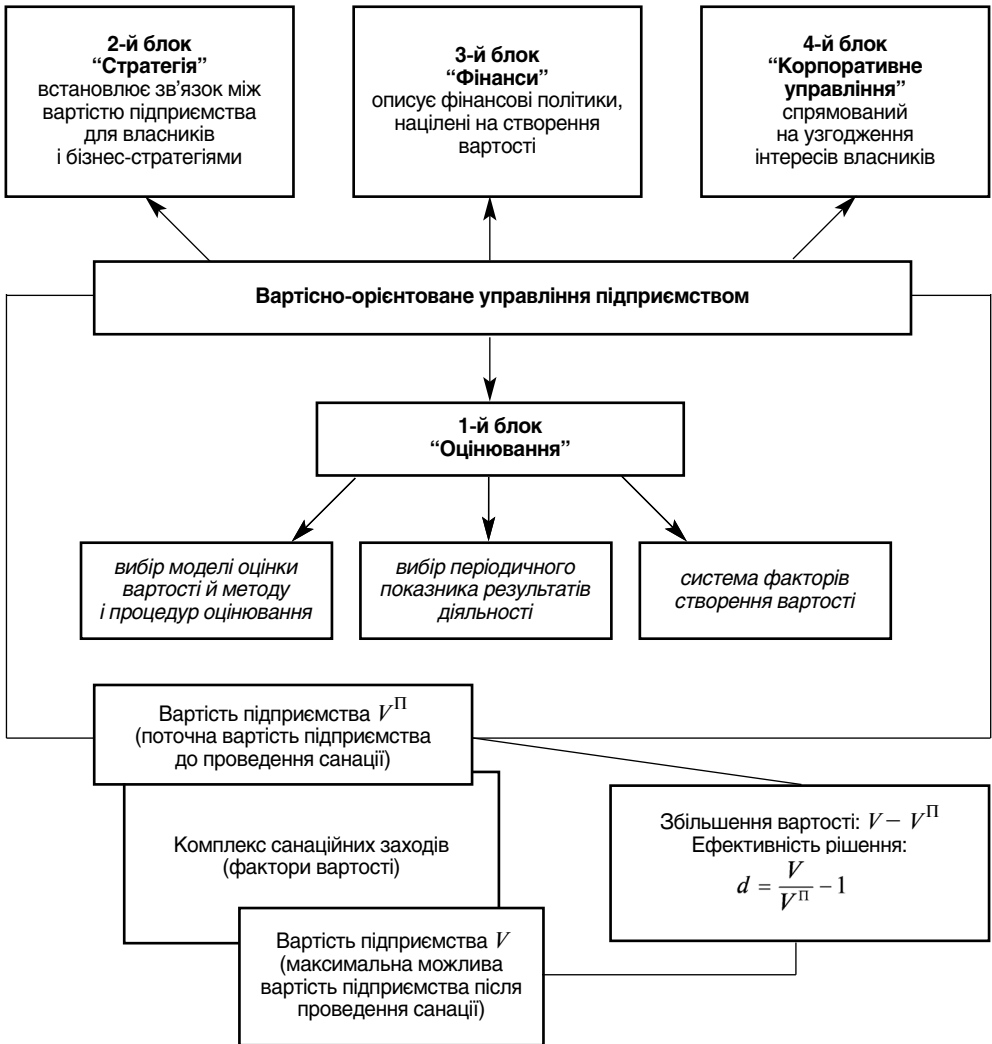 2-й блок
“Стратегія”
встановлює зв’язок між
вартістю підприємства
для власників
і бізнес-стратегіями
3-й блок
“Фінанси”
описує фінансові політики,
націлені на створення
вартості
4-й блок
“Корпоративне
управління”
спрямований
на узгодження
інтересів власників
Вартісно-орієнтоване управління підприємством
1-й блок
“Оцінювання”
вибір моделі оцінки
вартості й методу
і процедур оцінювання
вибір періодичного
показника результатів
діяльності
система факторів
створення вартості
Вартість підприємства V^П
(поточна вартість підприємства
до проведення санації)
Комплекс санаційних заходів
(фактори вартості)
Вартість підприємства V
(максимальна можлива
вартість підприємства після
проведення санації)
Збільшення вартості: V − V^П
Ефективність рішення:
d = V / V^П − 1